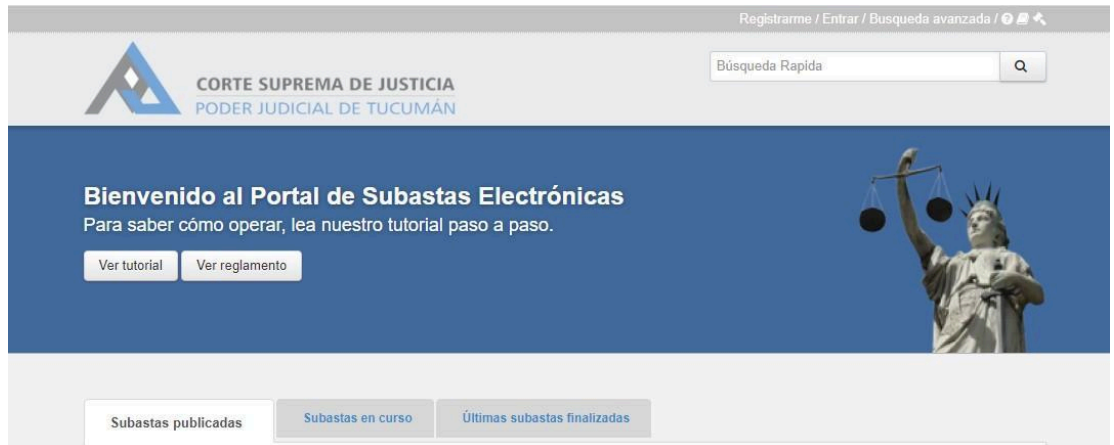 Registrarme / Entrar / Busqueda avanzada /
Búsqueda Rapida
CORTE SUPREMA DE JUSTICIA
PODER JUDICIAL DE TUCUMÁN
Bienvenido al Portal de Subastas Electrónicas
Para saber cómo operar, lea nuestro tutorial paso a paso.
Ver tutorial Ver reglamento
Subastas publicadas Subastas en curso Últimas subastas finalizadas